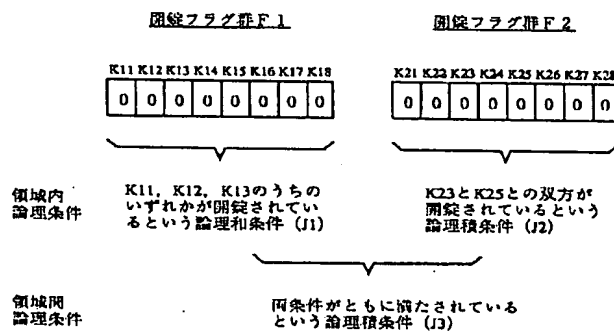 開錠フラグ群F1
開錠フラグ群F2
K11 K12 K13 K14 K15 K16 K17 K18
K21 K22 K23 K24 K25 K26 K27 K28
0 0 0 0 0 0 0 0
0 0 0 0 0 0 0 0
領域内
論理条件
K11，K12，K13のうちの
いずれかが開錠されてい
るという論理和条件（J1）
K23とK25との双方が
開錠されているという
論理積条件（J2）
領域間
論理条件
両条件がともに満たされている
という論理積条件（J3）